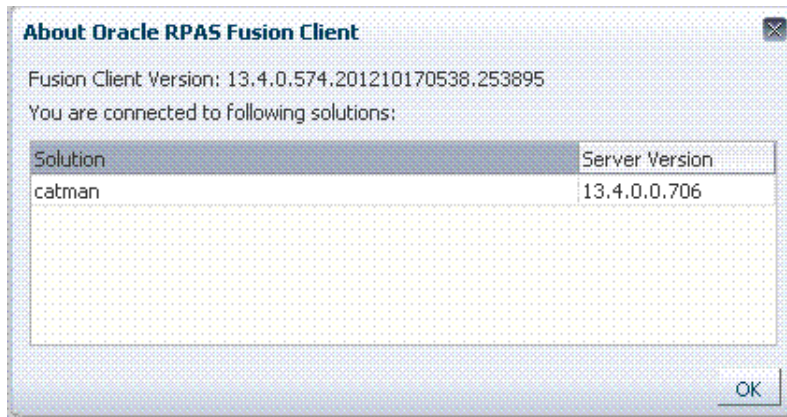 About Oracle RPAS Fusion Client
Fusion Client Version: 13.4.0.574.201210170538.253895
You are connected to following solutions:
Solution Server Version
catman 13.4.0.0.706
OK